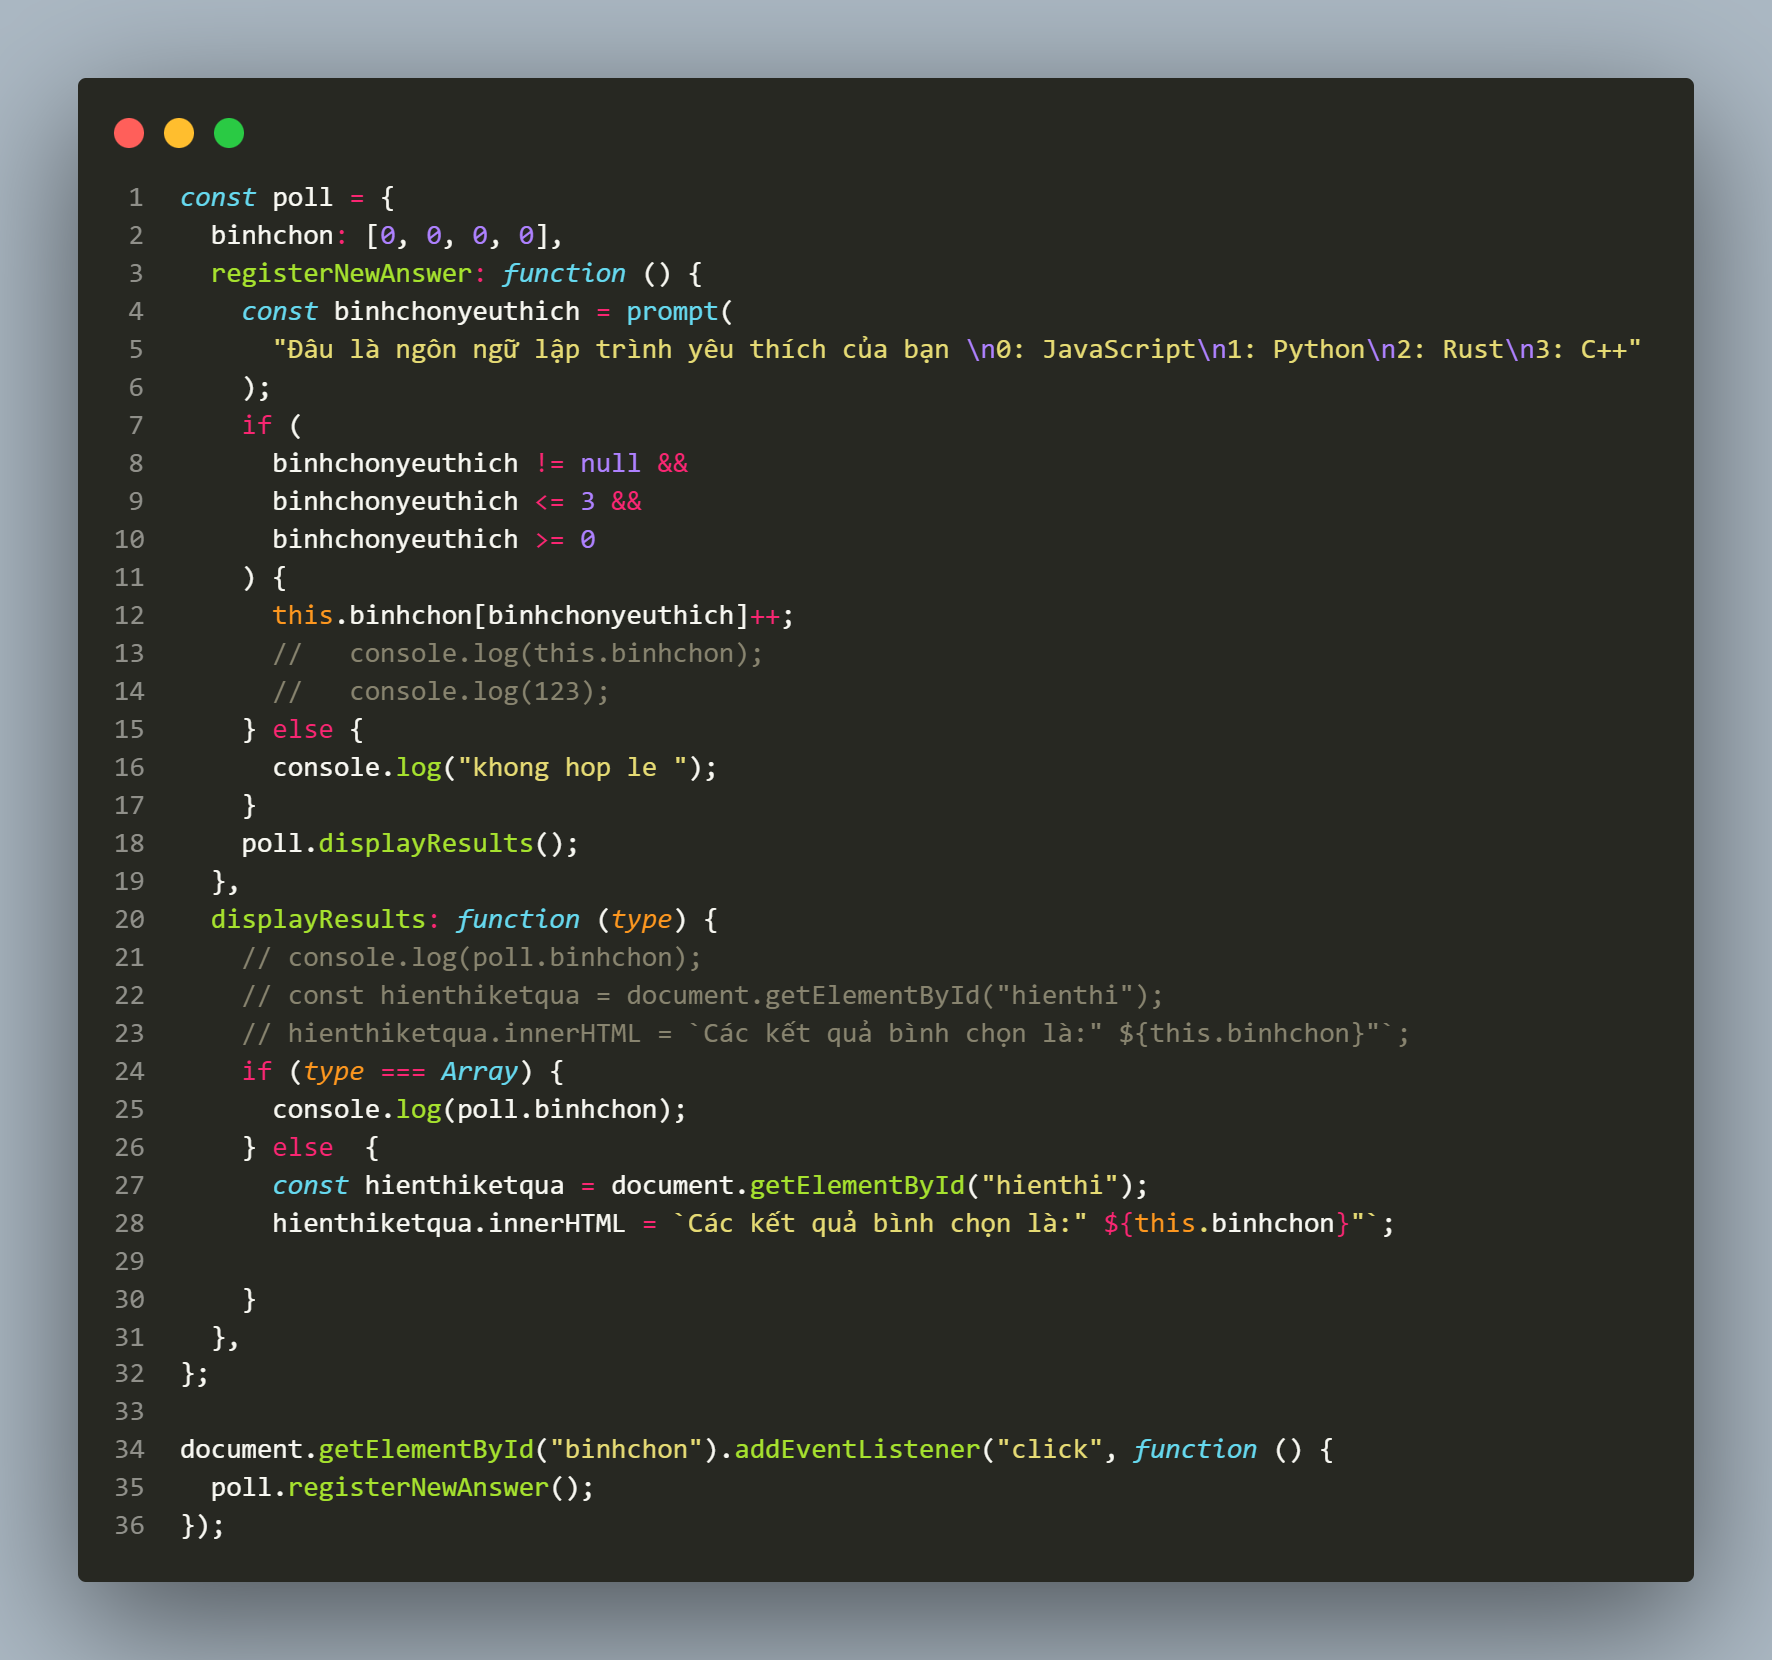 1 const poll = {
2 binhchon: [0, 0, 0, 0],
3 registerNewAnswer: function () {
4 const binhchonyeuthich = prompt(
5 "Đâu là ngôn ngữ lập trình yêu thích của bạn \n0: JavaScript\n1: Python\n2: Rust\n3: C++"
6 );
7 if (
8 binhchonyeuthich != null &&
9 binhchonyeuthich <= 3 &&
10 binhchonyeuthich >= 0
11 ) {
12 this.binhchon[binhchonyeuthich]++;
13 //   console.log(this.binhchon);
14 //   console.log(123);
15 } else {
16 console.log("khong hop le ");
17 }
18 poll.displayResults();
19 },
20 displayResults: function (type) {
21 // console.log(poll.binhchon);
22 // const hienthiketqua = document.getElementById("hienthi");
23 // hienthiketqua.innerHTML = `Các kết quả bình chọn là:" ${this.binhchon}"`;
24 if (type === Array) {
25 console.log(poll.binhchon);
26 } else  {
27 const hienthiketqua = document.getElementById("hienthi");
28 hienthiketqua.innerHTML = `Các kết quả bình chọn là:" ${this.binhchon}"`;
29
30 }
31 },
32 };
33
34 document.getElementById("binhchon").addEventListener("click", function () {
35 poll.registerNewAnswer();
36 });